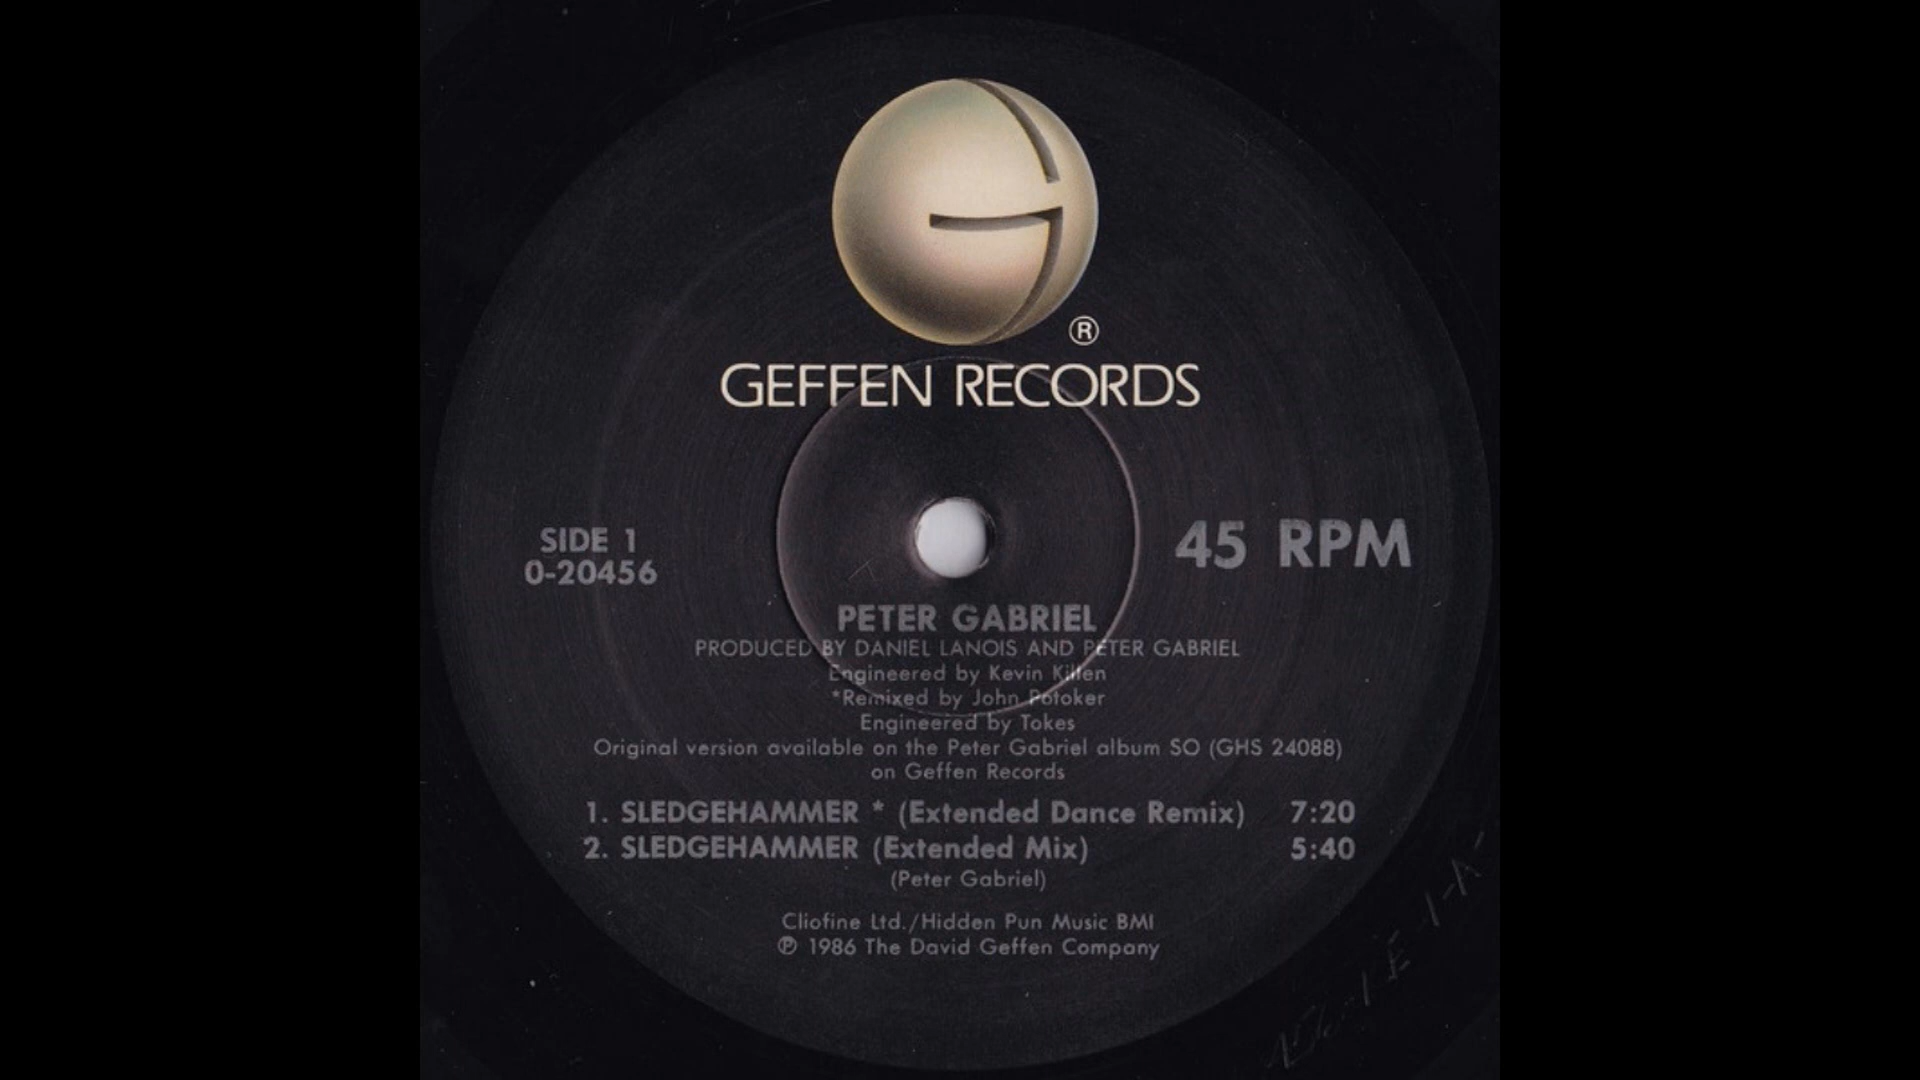 ®
GEFFEN RECORDS
SIDE 1
0-20456
45 RPM
PETER GABRIEL
PRODUCED BY DANIEL LANOIS AND PETER GABRIEL
Engineered by Kevin Killen
*Remixed by John Potoker
Engineered by Tokes
Original version available on the Peter Gabriel album SO (GHS 24088)
on Geffen Records
1. SLEDGEHAMMER * (Extended Dance Remix) 7:20
2. SLEDGEHAMMER (Extended Mix) 5:40
(Peter Gabriel)
Cliofine Ltd./Hidden Pun Music BMI
℗ 1986 The David Geffen Company